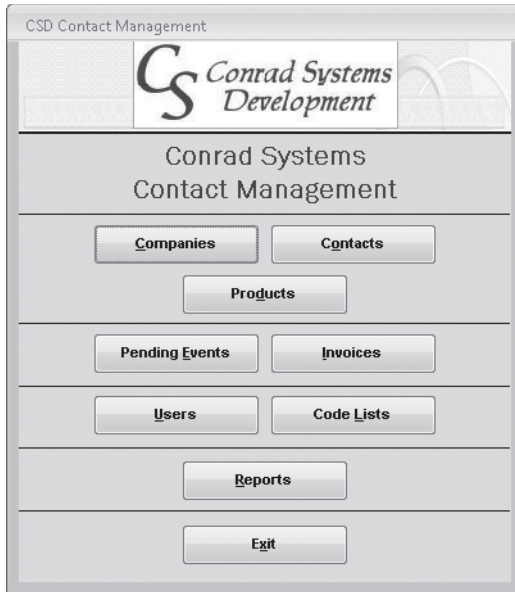 CSD Contact Management
CS Conrad Systems
Development
Conrad Systems
Contact Management
Companies Contacts
Products
Pending Events Invoices
Users Code Lists
Reports
Exit